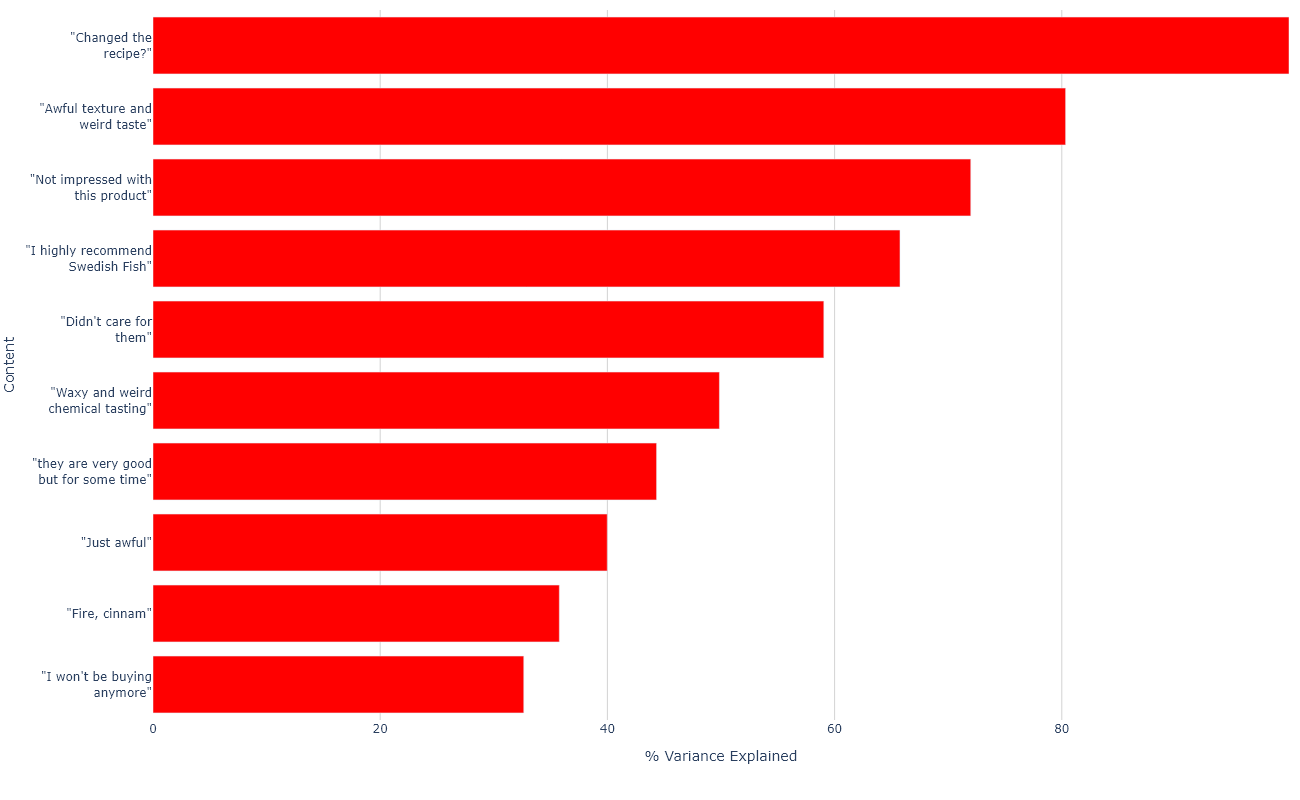 "Changed the
recipe?"
"Awful texture and
weird taste"
"Not impressed with
this product"
"I highly recommend
Swedish Fish"
"Didn't care for
them"
"Waxy and weird
chemical tasting"
"they are very good
but for some time"
"Just awful"
"Fire, cinnam"
"I won't be buying
anymore"
Content
0 20 40 60 80
% Variance Explained